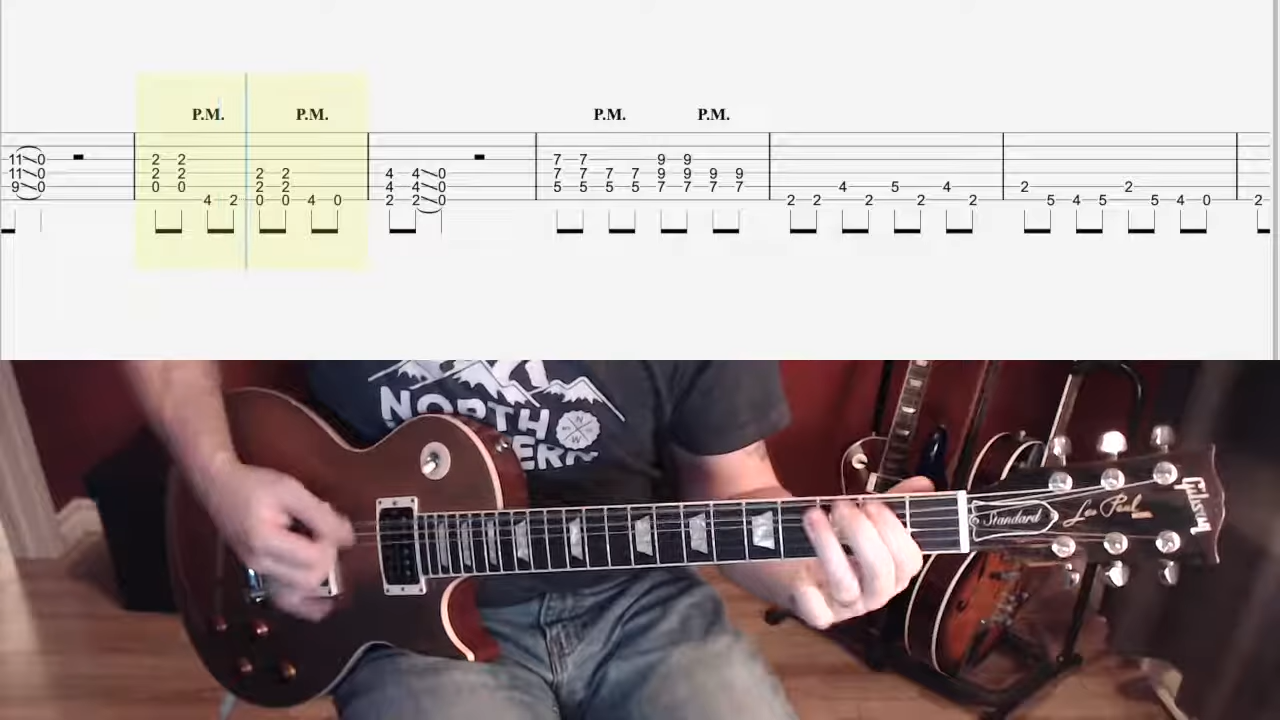 P.M. P.M. P.M. P.M.
11 0 2 2 7 7 9 9
11 0 2 2 2 2 4 4 0 7 7 7 7 9 9 9 9
9 0 0 0 2 2 4 4 0 5 5 5 5 7 7 7 7 4 5 4 2 2
4 2 0 0 4 0 2 2 0 2 2 2 2 2 5 4 5 5 4 0 2
NORTH
N
W
ERN
Standard
Les Paul
Gibson